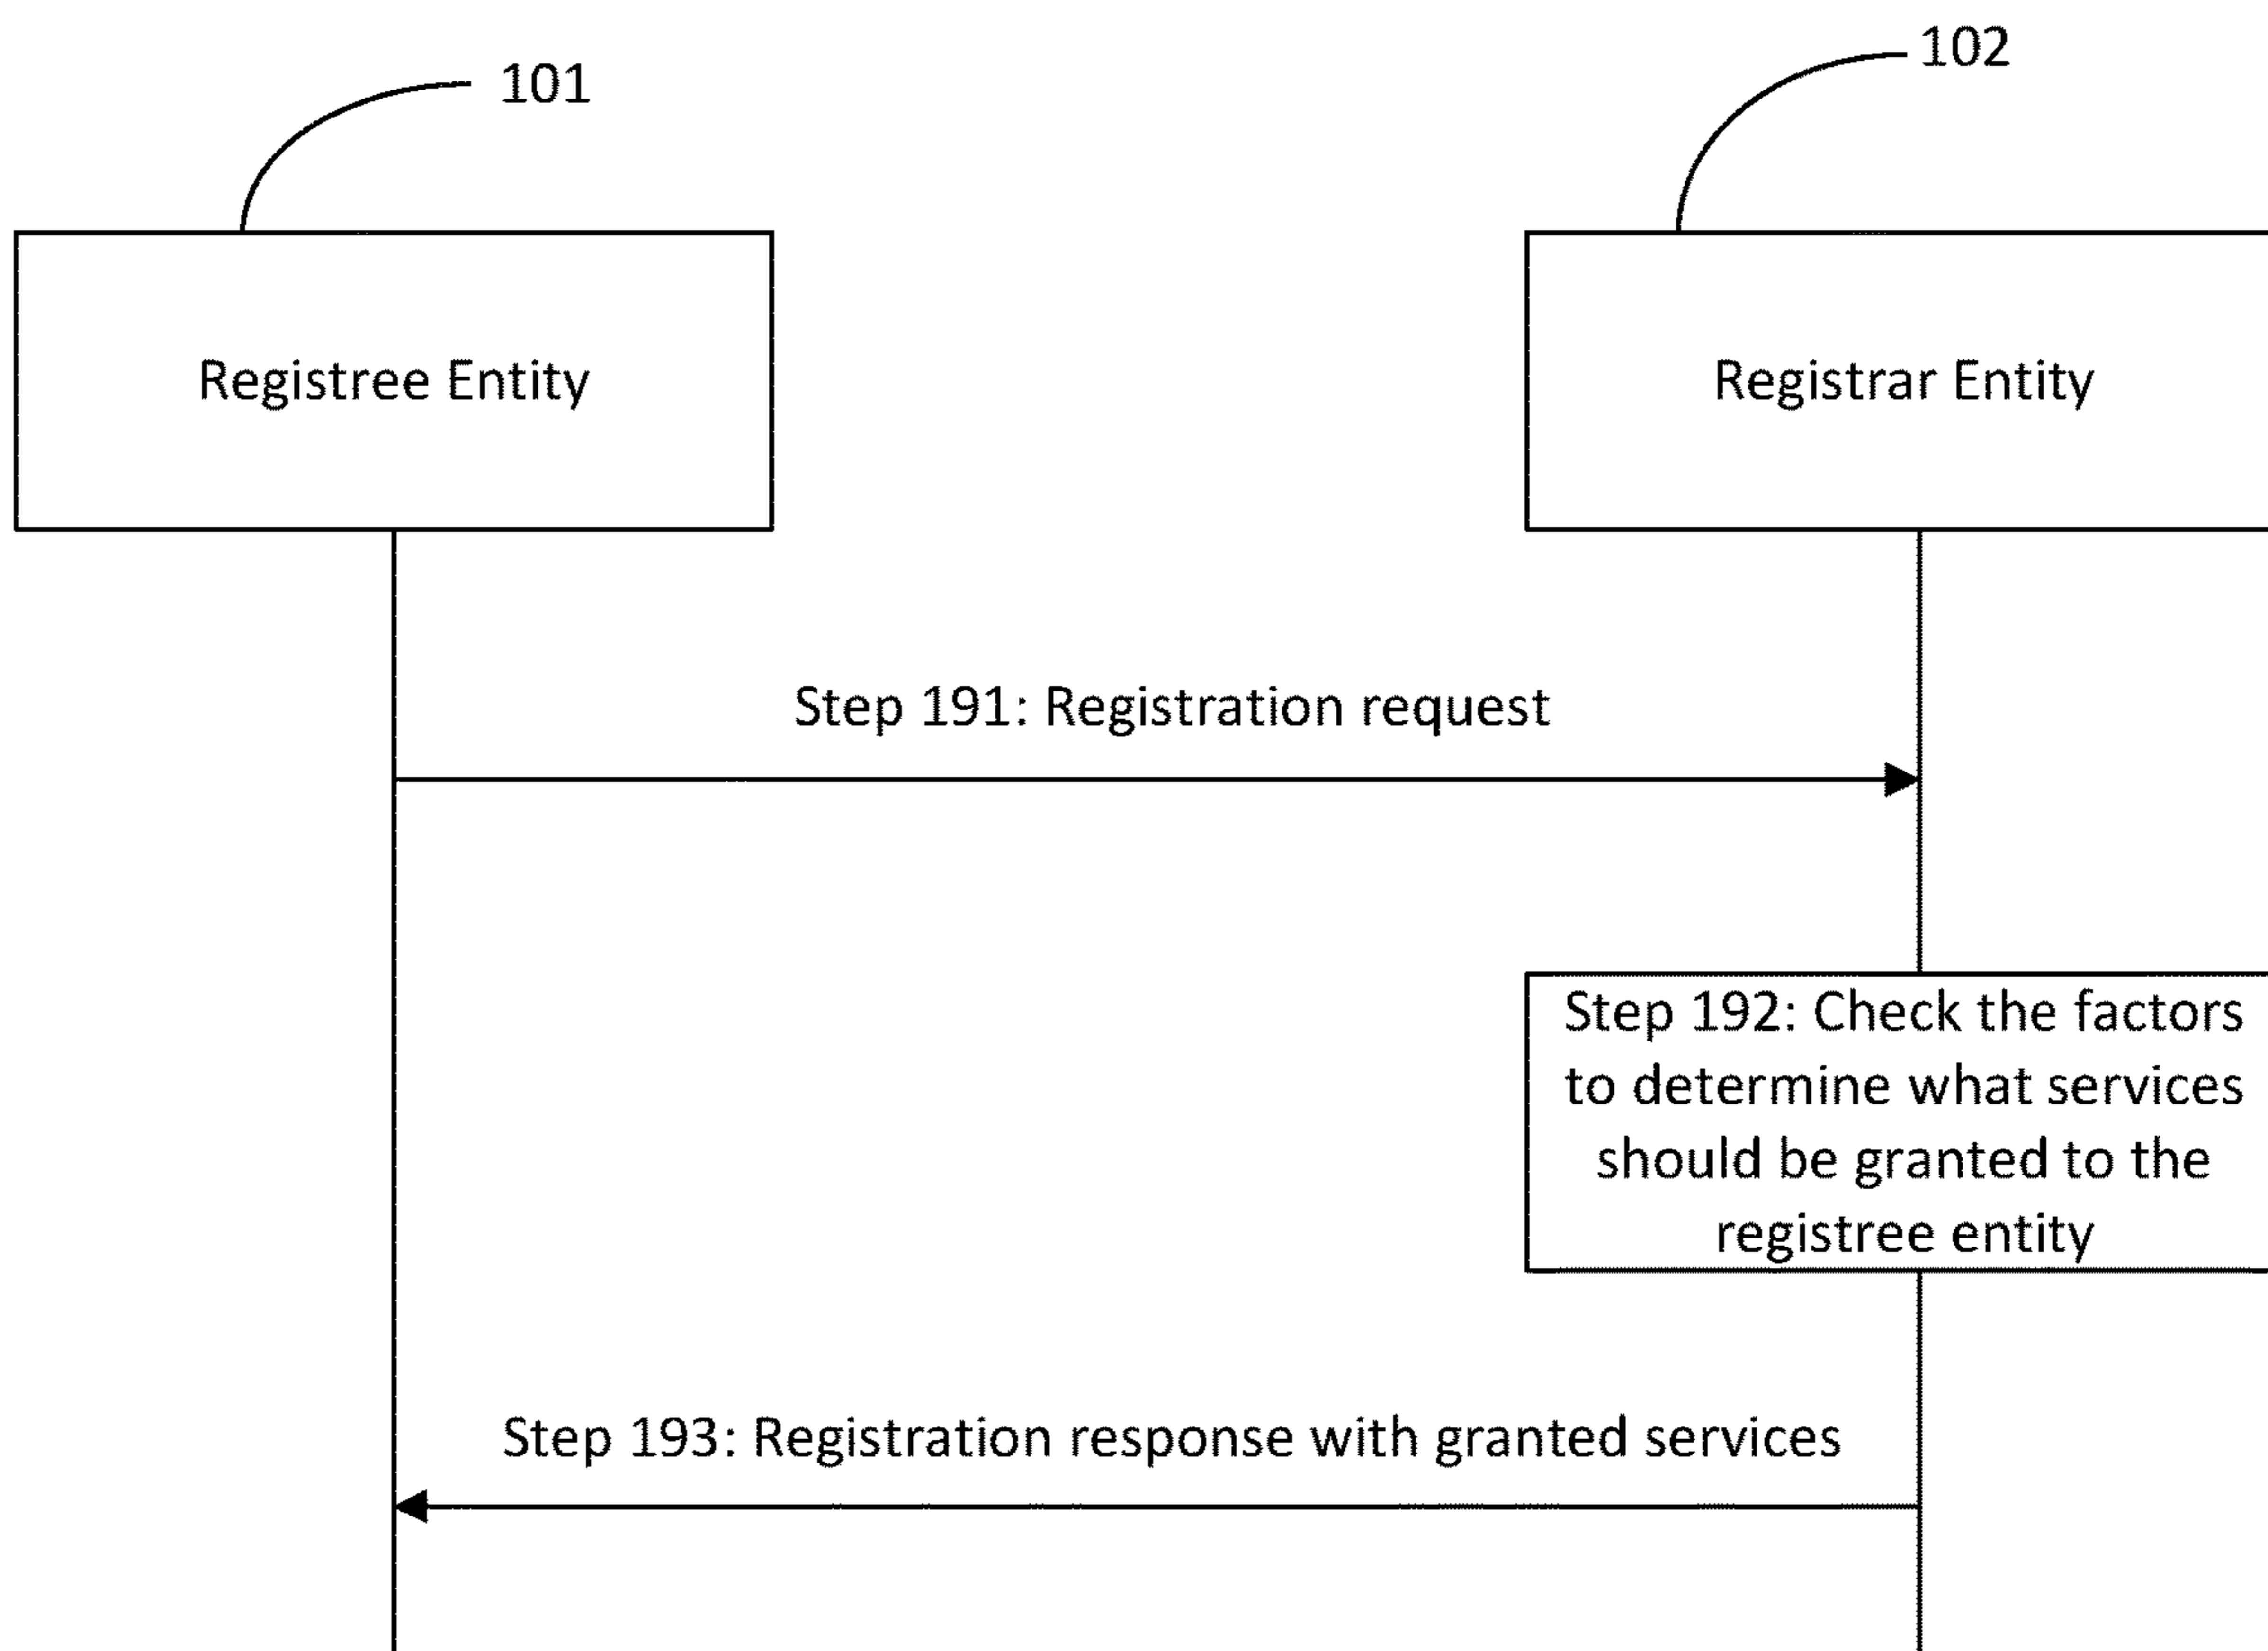 101
102
Registree Entity
Registrar Entity
Step 191: Registration request
Step 192: Check the factors
to determine what services
should be granted to the
registree entity
Step 193: Registration response with granted services